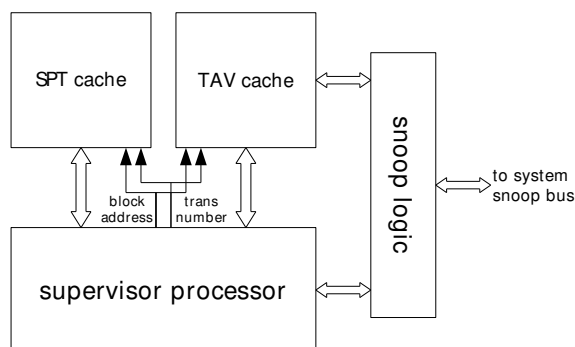 SPT cache
TAV cache
snoop logic
block
address
trans
number
to system
snoop bus
supervisor processor